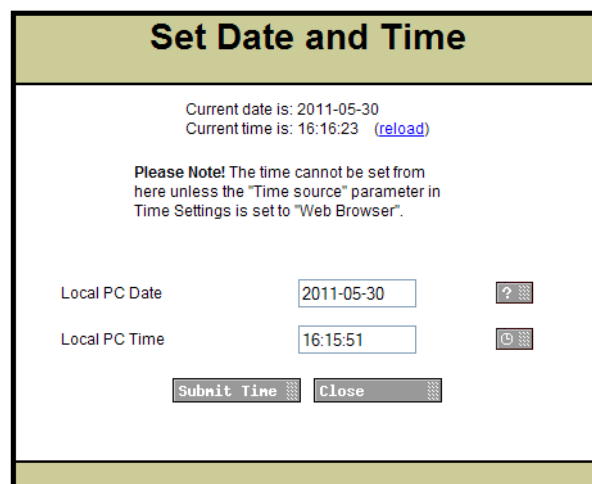 Set Date and Time
Current date is: 2011-05-30
Current time is: 16:16:23 (reload)
Please Note! The time cannot be set from
here unless the "Time source" parameter in
Time Settings is set to "Web Browser".
Local PC Date 2011-05-30 ?
Local PC Time 16:15:51
Submit Time Close